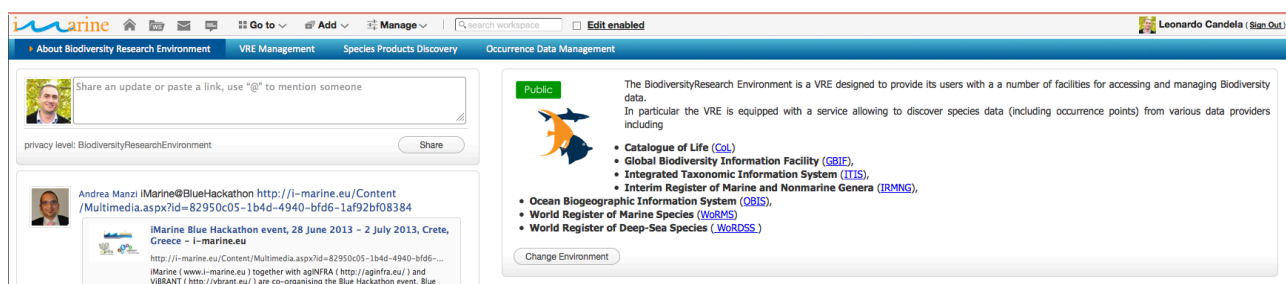 iMarine
Go to
Add
Manage
search workspace
Edit enabled
Leonardo Candela (Sign Out)
About Biodiversity Research Environment
VRE Management
Species Products Discovery
Occurrence Data Management
Share an update or paste a link, use "@" to mention someone
privacy level: BiodiversityResearchEnvironment
Share
Andrea Manzi iMarine@BlueHackathon http://i-marine.eu/Content
/Multimedia.aspx?id=82950c05-1b4d-4940-bfd6-1af92bf08384
iMarine Blue Hackathon event, 28 June 2013 - 2 July 2013, Crete,
Greece - i-marine.eu
http://i-marine.eu/Content/Multimedia.aspx?id=82950c05-1b4d-4940-bfd6-...
iMarine ( www.i-marine.eu ) together with agINFRA ( http://aginfra.eu/ ) and
ViBRANT ( http://vbrant.eu/ ) are co-organising the Blue Hackathon event. Blue
Public
The BiodiversityResearch Environment is a VRE designed to provide its users with a a number of facilities for accessing and managing Biodiversity
data.
In particular the VRE is equipped with a service allowing to discover species data (including occurrence points) from various data providers
including
• Catalogue of Life (CoL)
• Global Biodiversity Information Facility (GBIF),
• Integrated Taxonomic Information System (ITIS),
• Interim Register of Marine and Nonmarine Genera (IRMNG),
• Ocean Biogeographic Information System (OBIS),
• World Register of Marine Species (WoRMS)
• World Register of Deep-Sea Species ( WoRDSS )
Change Environment